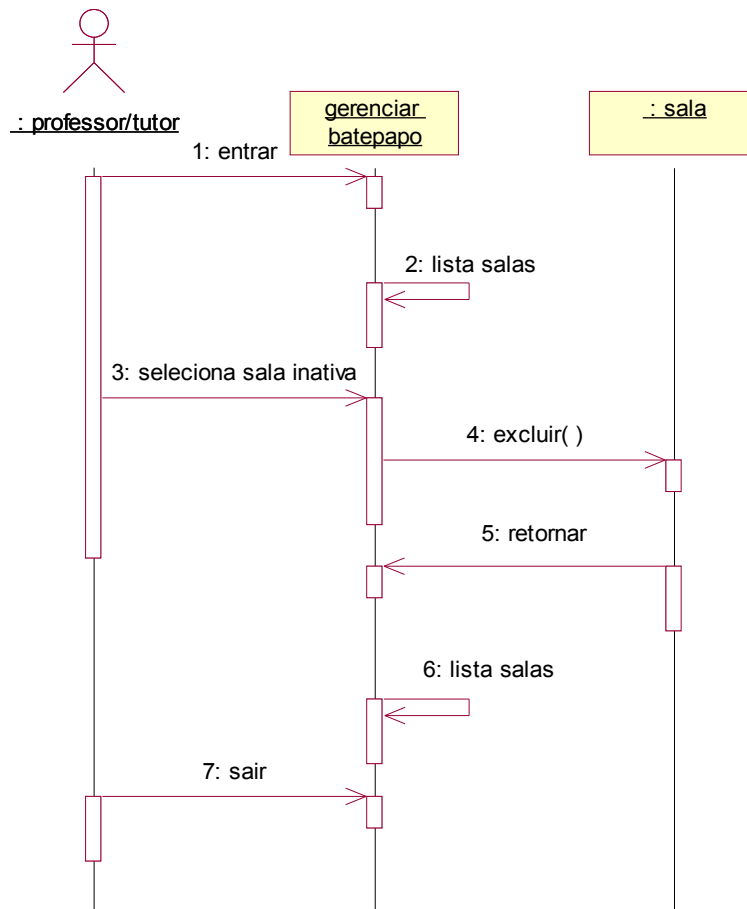 : professor/tutor
gerenciar
batepapo
: sala
1: entrar
2: lista salas
3: seleciona sala inativa
4: excluir( )
5: retornar
6: lista salas
7: sair